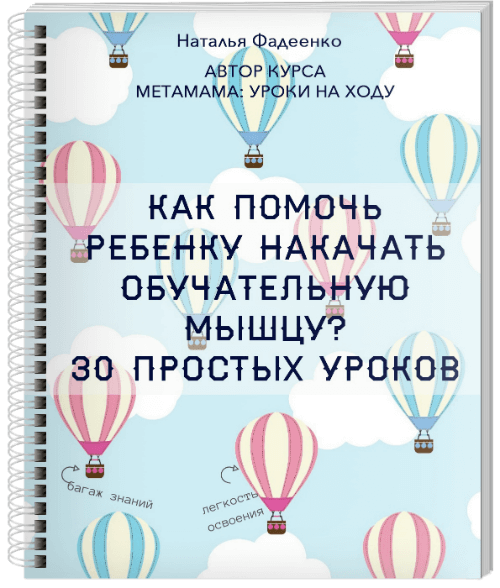 Наталья Фадеенко
АВТОР КУРСА
МЕТАМАМА: УРОКИ НА ХОДУ
КАК ПОМОЧЬ
РЕБЕНКУ НАКАЧАТЬ
ОБУЧАТЕЛЬНУЮ
МЫШЦУ?
30 ПРОСТЫХ УРОКОВ
багаж знаний
легкость
освоения